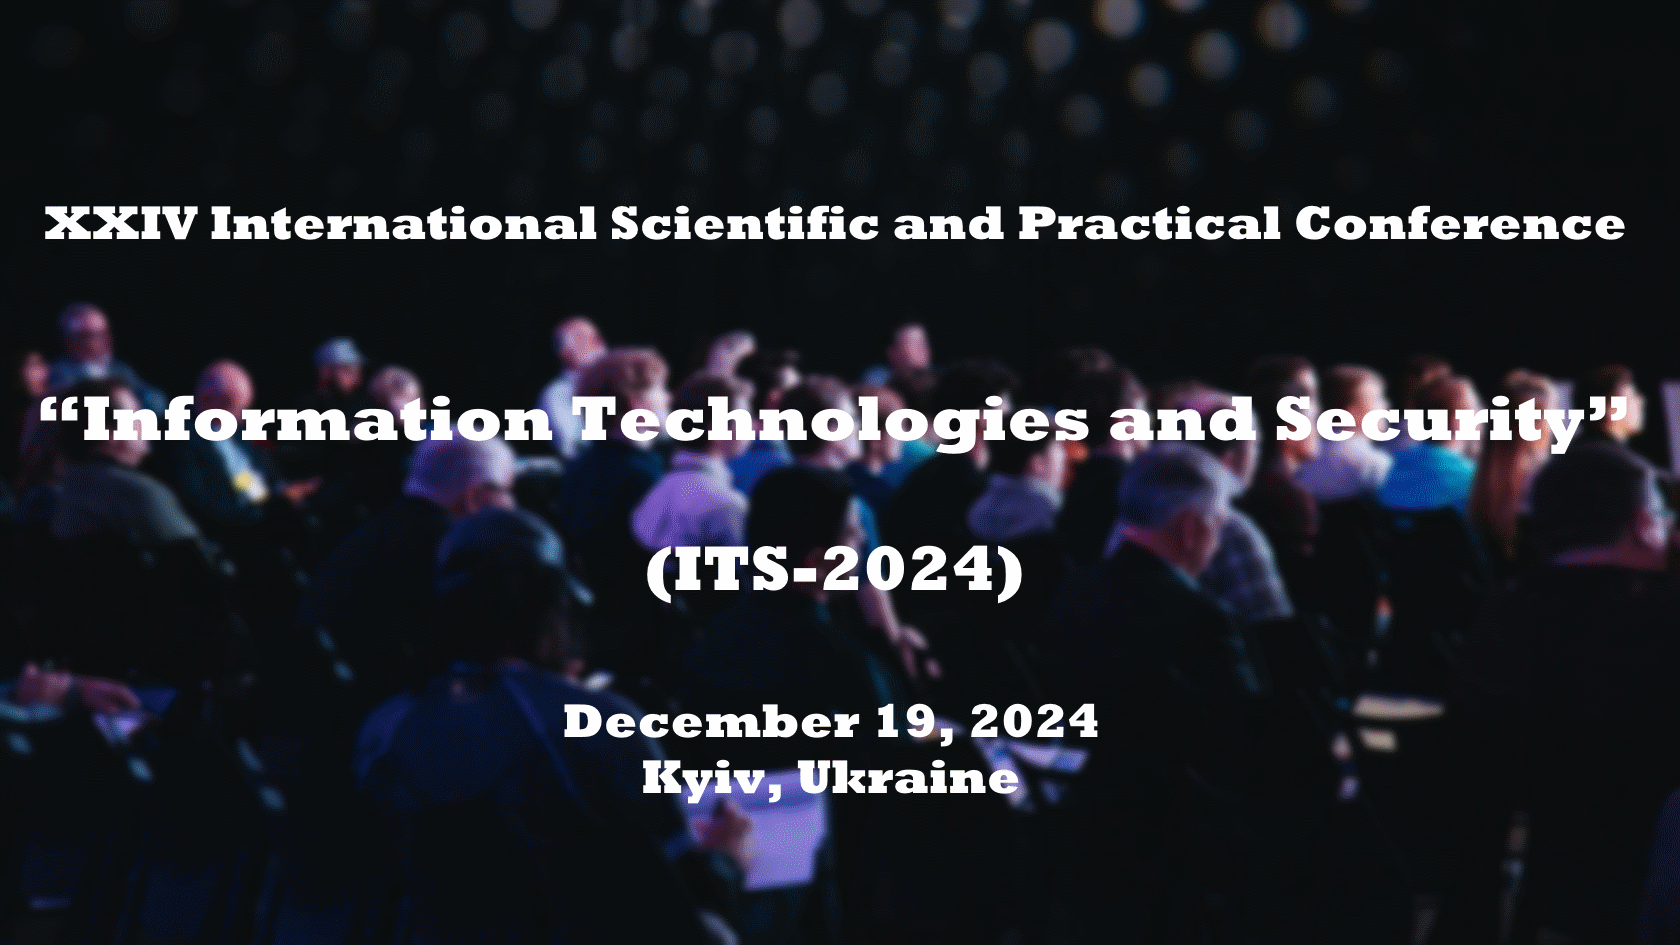 XXIV International Scientific and Practical Conference
“Information Technologies and Security”
(ITS-2024)
December 19, 2024
Kyiv, Ukraine